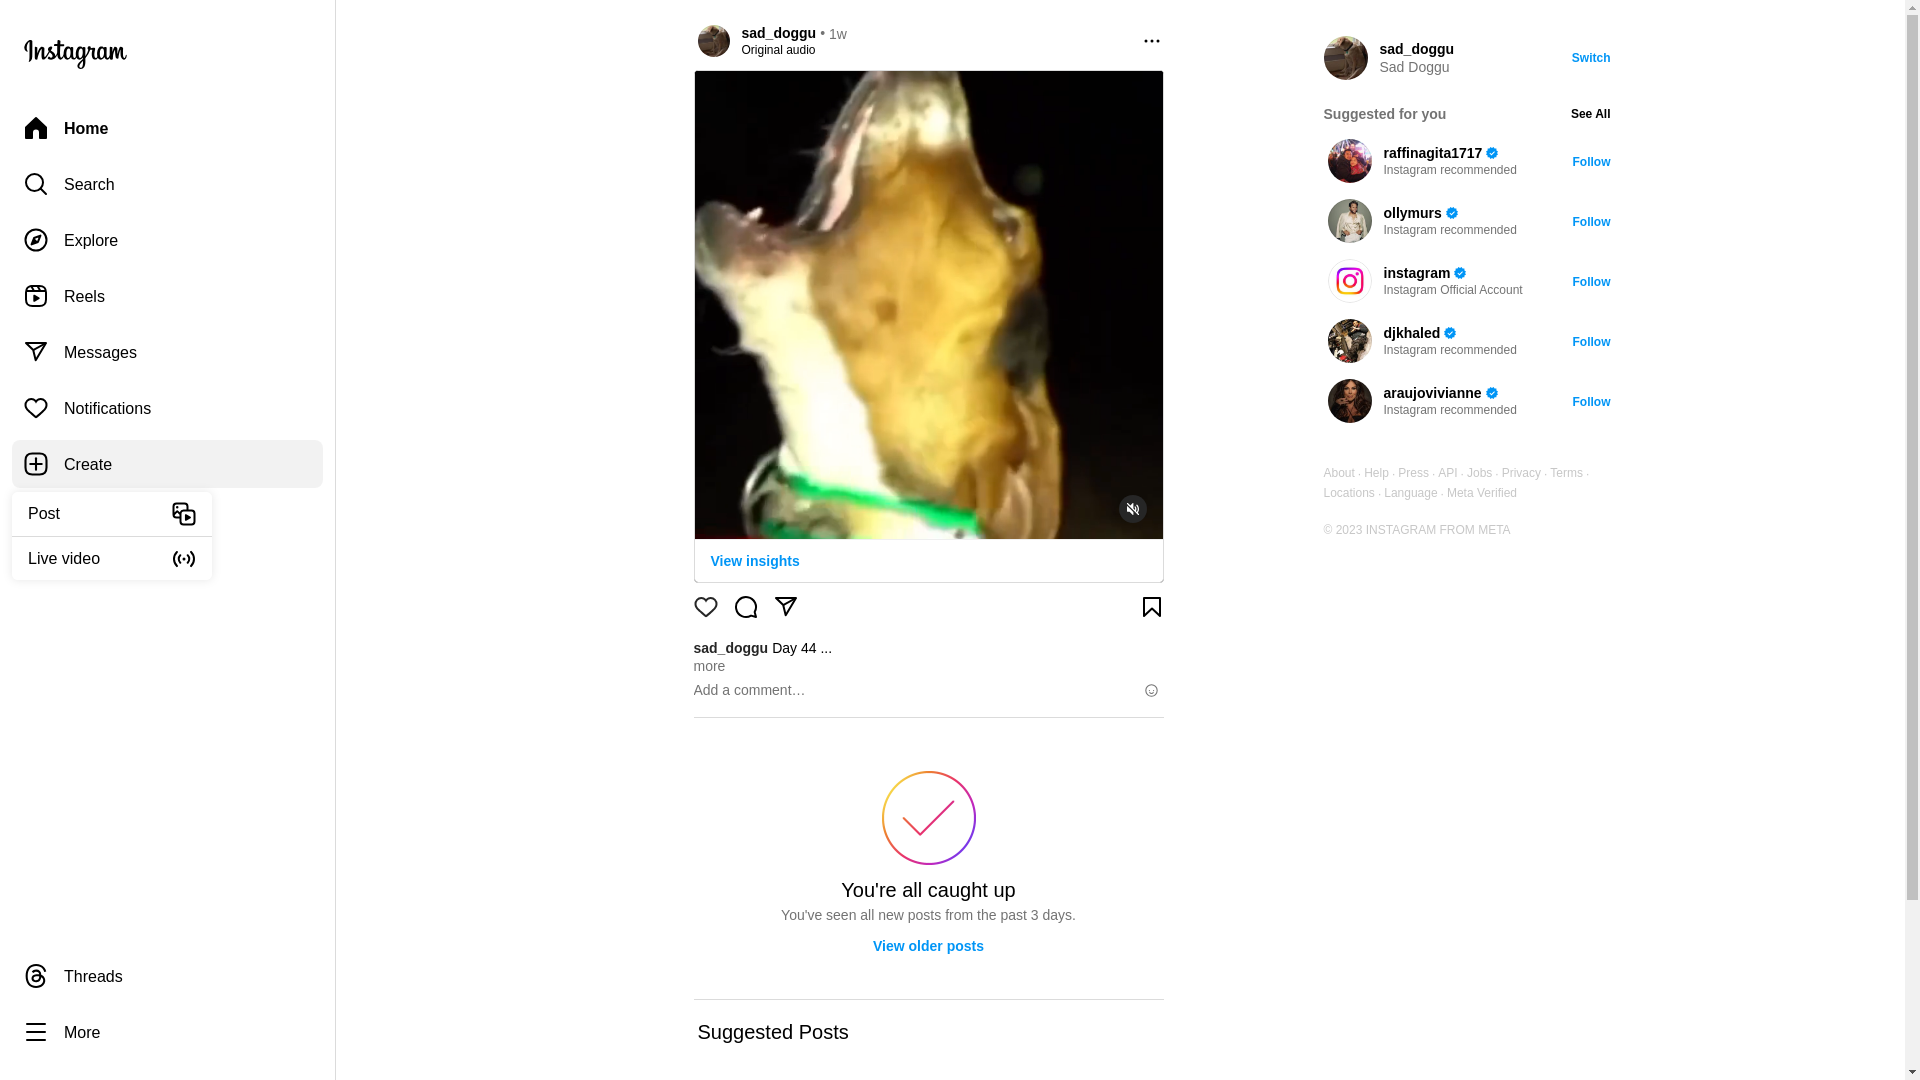 Instagram
Home
Search
Explore
Reels
Messages
Notifications
Create
Post
Live video
Threads
More
sad_doggu • 1w
Original audio
View insights
sad_doggu Day 44 ...
more
Add a comment…
You're all caught up
You've seen all new posts from the past 3 days.
View older posts
Suggested Posts
sad_doggu
Sad Doggu
Switch
Suggested for you
See All
raffinagita1717
Instagram recommended
Follow
ollymurs
Instagram recommended
Follow
instagram
Instagram Official Account
Follow
djkhaled
Instagram recommended
Follow
araujovivianne
Instagram recommended
Follow
About · Help · Press · API · Jobs · Privacy · Terms ·
Locations · Language · Meta Verified
© 2023 INSTAGRAM FROM META